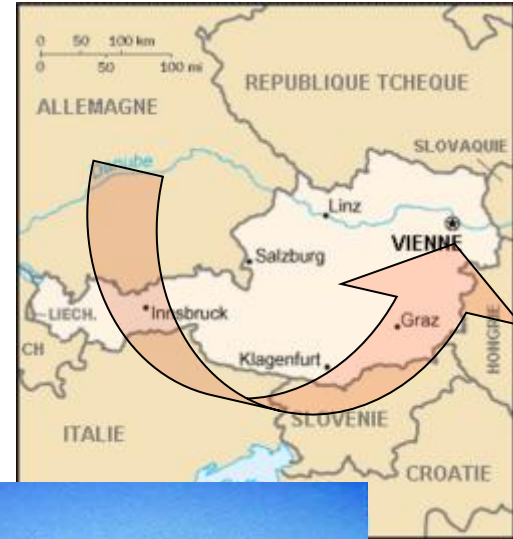 0 50 100 km
0 50 100 mi
REPUBLIQUE TCHEQUE
ALLEMAGNE
SLOVAQUIE
Danube
Linz
VIENNE
Salzburg
LIECH.
Innsbruck
Graz
HONGRIE
CH
Klagenfurt
SLOVENIE
ITALIE
CROATIE